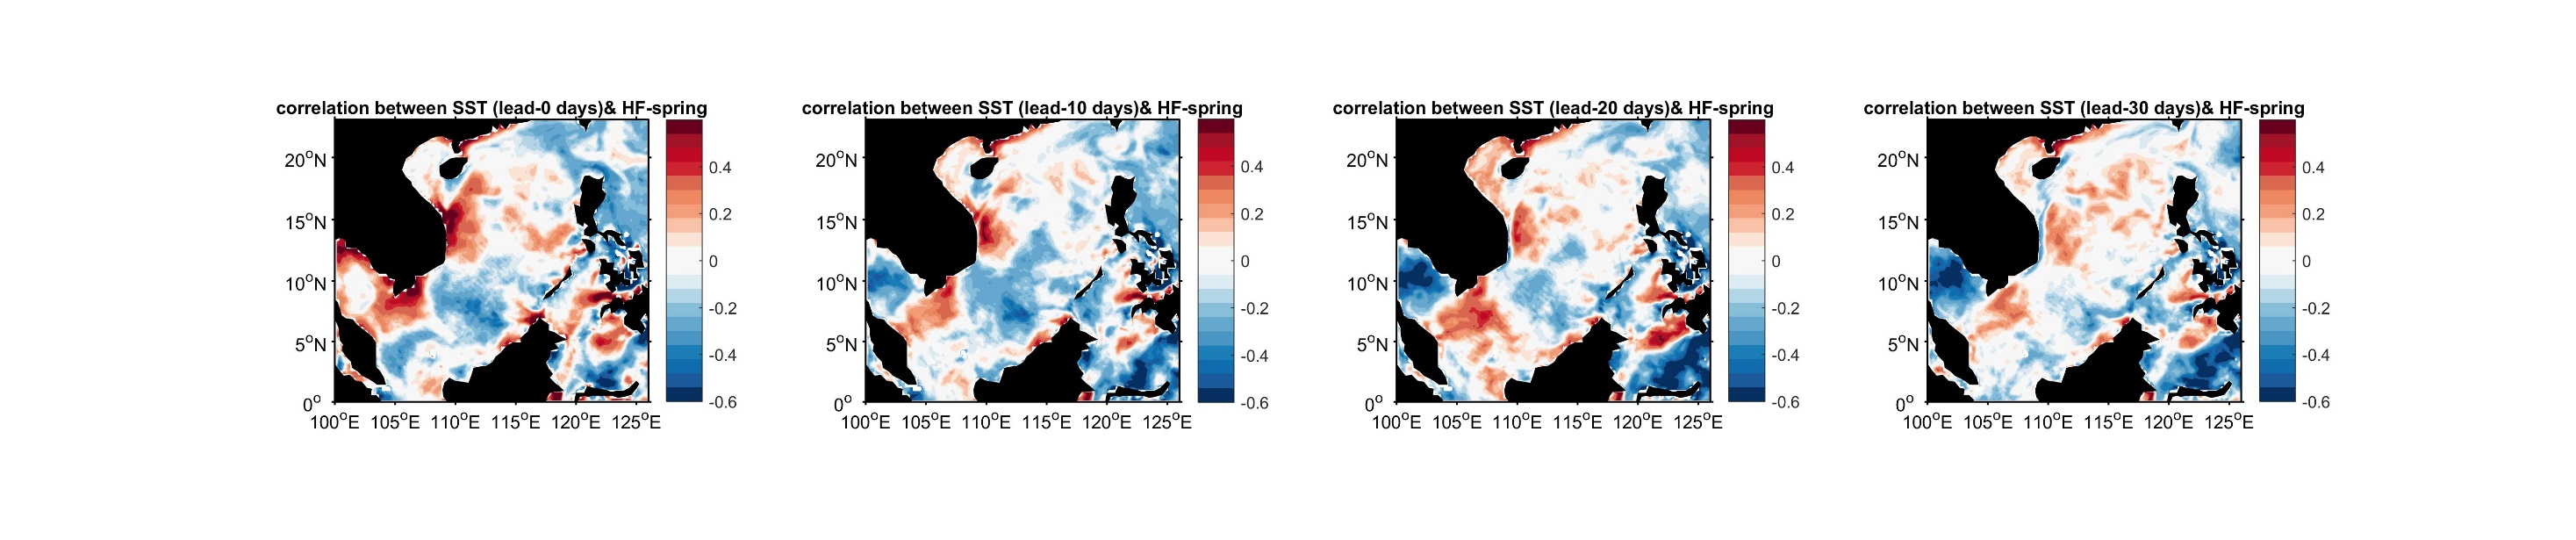 correlation between SST (lead-0 days)& HF-spring
20°N
15°N
10°N
5°N
0°
100°E 105°E 110°E 115°E 120°E 125°E
0.4
0.2
0
-0.2
-0.4
-0.6
correlation between SST (lead-10 days)& HF-spring
20°N
15°N
10°N
5°N
0°
100°E 105°E 110°E 115°E 120°E 125°E
0.4
0.2
0
-0.2
-0.4
-0.6
correlation between SST (lead-20 days)& HF-spring
20°N
15°N
10°N
5°N
0°
100°E 105°E 110°E 115°E 120°E 125°E
0.4
0.2
0
-0.2
-0.4
-0.6
correlation between SST (lead-30 days)& HF-spring
20°N
15°N
10°N
5°N
0°
100°E 105°E 110°E 115°E 120°E 125°E
0.4
0.2
0
-0.2
-0.4
-0.6